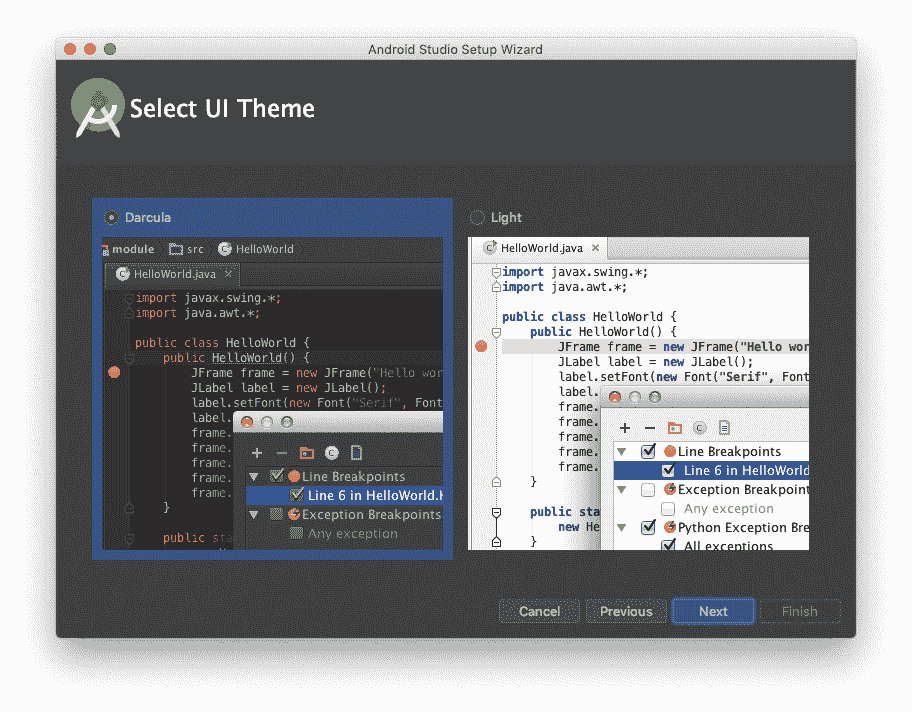 Android Studio Setup Wizard
Select UI Theme
Darcula
module src HelloWorld
HelloWorld.java ×
import javax.swing.*;
import java.awt.*;
public class HelloWorld {
public HelloWorld() {
JFrame frame = new JFrame("Hello wor
JLabel label = new JLabel();
label.setFont(new Font("Serif", Font
label.
frame.
frame.
frame.
frame.
frame.
}
public sta
Line Breakpoints
Line 6 in HelloWorld.
Exception Breakpoints
Any exception
Light
HelloWorld.java ×
import javax.swing.*;
import java.awt.*;
public class HelloWorld {
public HelloWorld() {
JFrame frame = new JFrame("Hello wor
JLabel label = new JLabel();
label.setFont(new Font("Serif", Font
label.
frame.
frame.
frame.
frame.
frame.
}
public sta
new He
}
Line Breakpoints
Line 6 in HelloWorld
Exception Breakpoint
Any exception
Python Exception Bre
All exceptions
Cancel Previous Next Finish